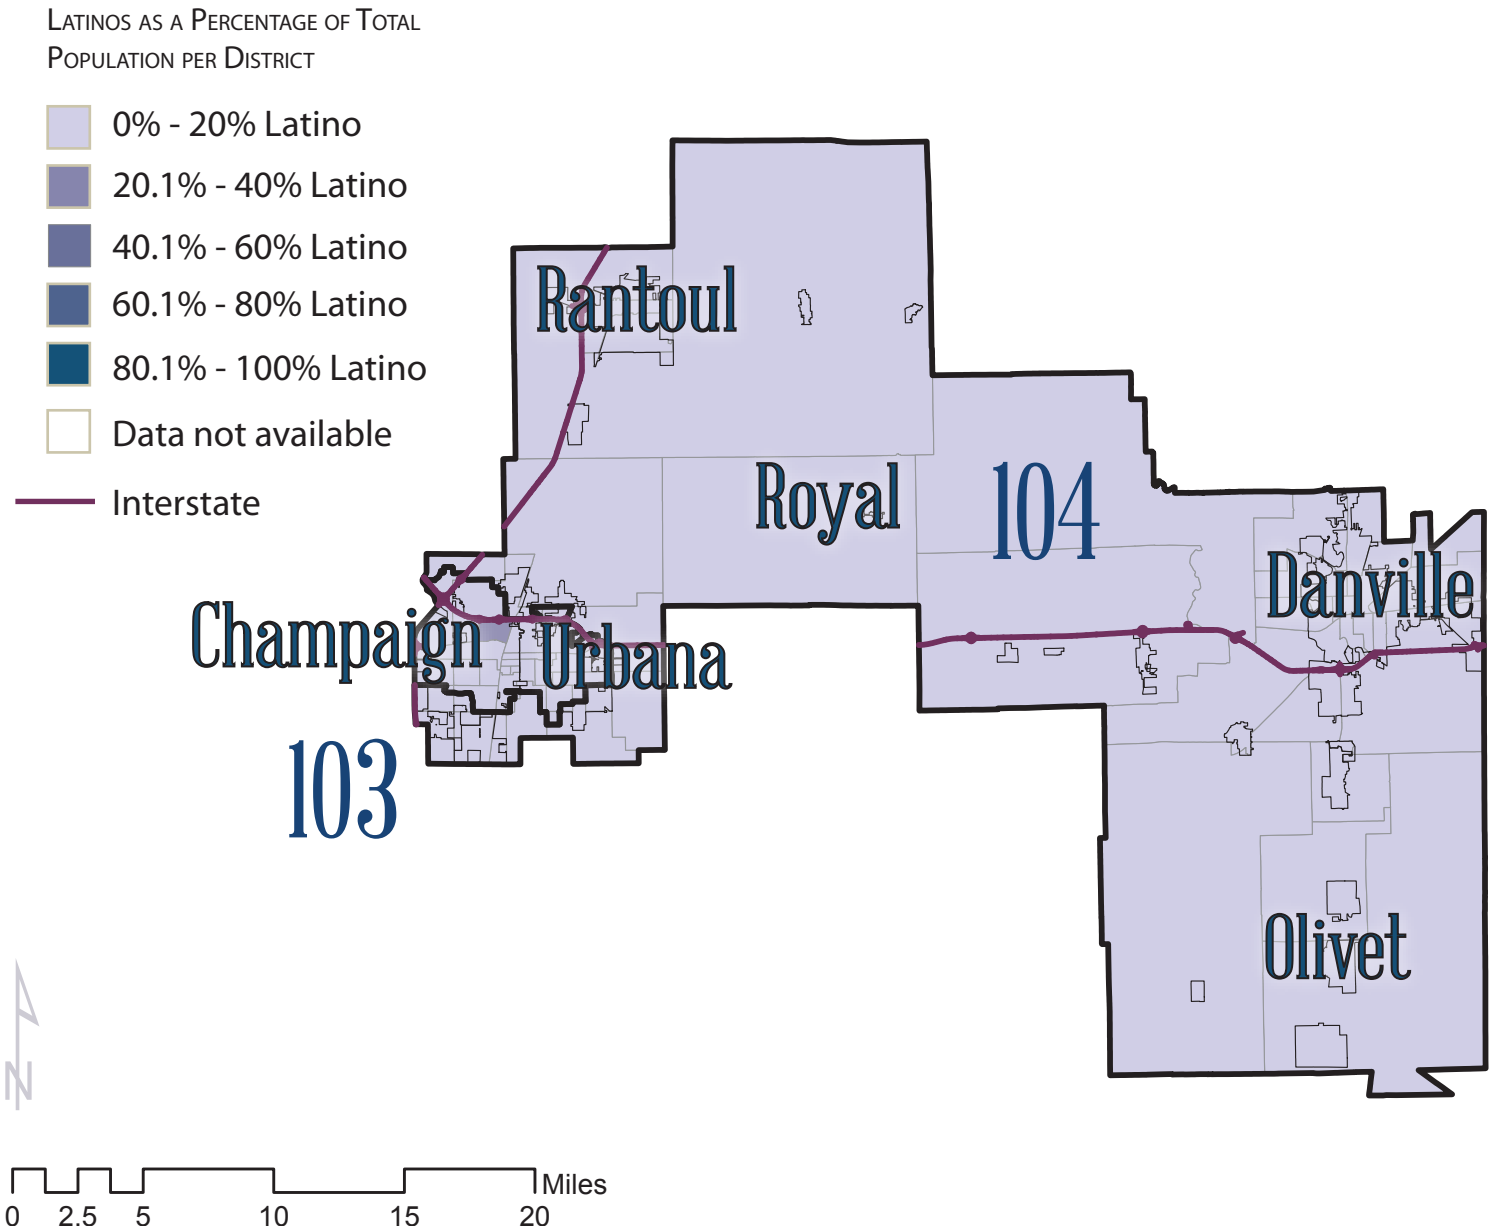 Latinos as a Percentage of Total
Population per District
0% - 20% Latino
20.1% - 40% Latino
40.1% - 60% Latino
60.1% - 80% Latino
80.1% - 100% Latino
Data not available
Interstate
Rantoul
Royal
104
Danville
Champaign
Urbana
103
Olivet
N
Miles
0 2.5 5 10 15 20